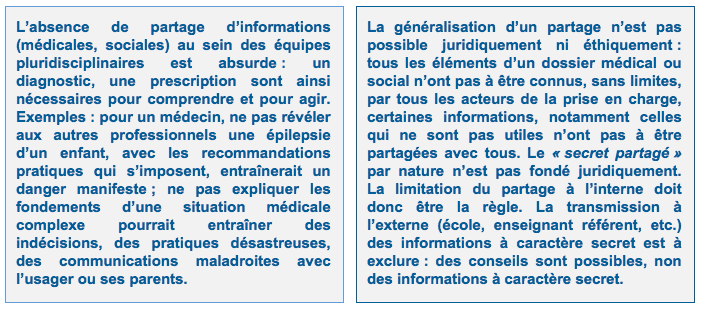 L’absence de partage d’informations
(médicales, sociales) au sein des équipes
pluridisciplinaires est absurde : un
diagnostic, une prescription sont ainsi
nécessaires pour comprendre et pour agir.
Exemples : pour un médecin, ne pas révéler
aux autres professionnels une épilepsie
d’un enfant, avec les recommandations
pratiques qui s’imposent, entraînerait un
danger manifeste ; ne pas expliquer les
fondements d’une situation médicale
complexe pourrait entraîner des
indécisions, des pratiques désastreuses,
des communications maladroites avec
l’usager ou ses parents.
La généralisation d’un partage n’est pas
possible juridiquement ni éthiquement :
tous les éléments d’un dossier médical ou
social n’ont pas à être connus, sans limites,
par tous les acteurs de la prise en charge,
certaines informations, notamment celles
qui ne sont pas utiles n’ont pas à être
partagées avec tous. Le « secret partagé »
par nature n’est pas fondé juridiquement.
La limitation du partage à l’interne doit
donc être la règle. La transmission à
l’externe (école, enseignant référent, etc.)
des informations à caractère secret est à
exclure : des conseils sont possibles, non
des informations à caractère secret.